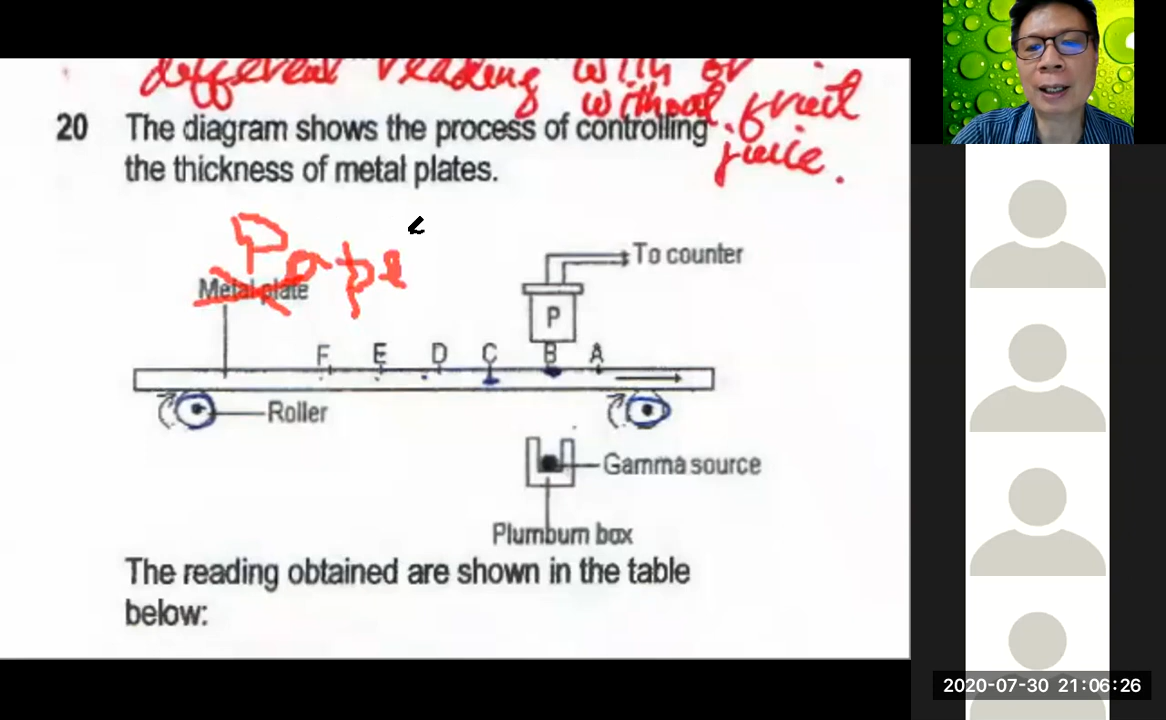 different reading with or
without fruit
juice.
20 The diagram shows the process of controlling
the thickness of metal plates.
Pape
Metal plate
To counter
P
F E D C B A
Roller
Gamma source
Plumbum box
The reading obtained are shown in the table
below:
2020-07-30 21:06:26